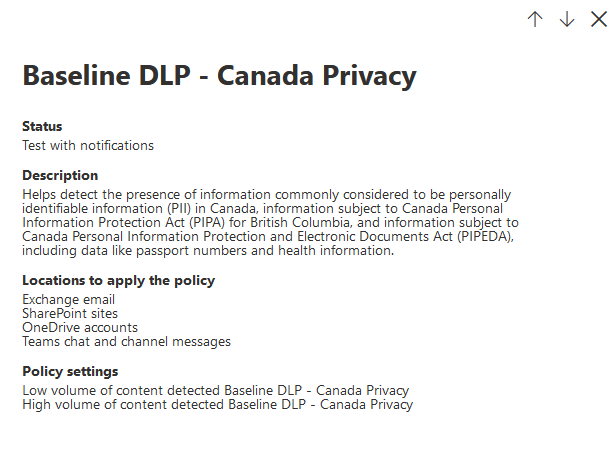 Baseline DLP - Canada Privacy
Status
Test with notifications
Description
Helps detect the presence of information commonly considered to be personally
identifiable information (PII) in Canada, information subject to Canada Personal
Information Protection Act (PIPA) for British Columbia, and information subject to
Canada Personal Information Protection and Electronic Documents Act (PIPEDA),
including data like passport numbers and health information.
Locations to apply the policy
Exchange email
SharePoint sites
OneDrive accounts
Teams chat and channel messages
Policy settings
Low volume of content detected Baseline DLP - Canada Privacy
High volume of content detected Baseline DLP - Canada Privacy